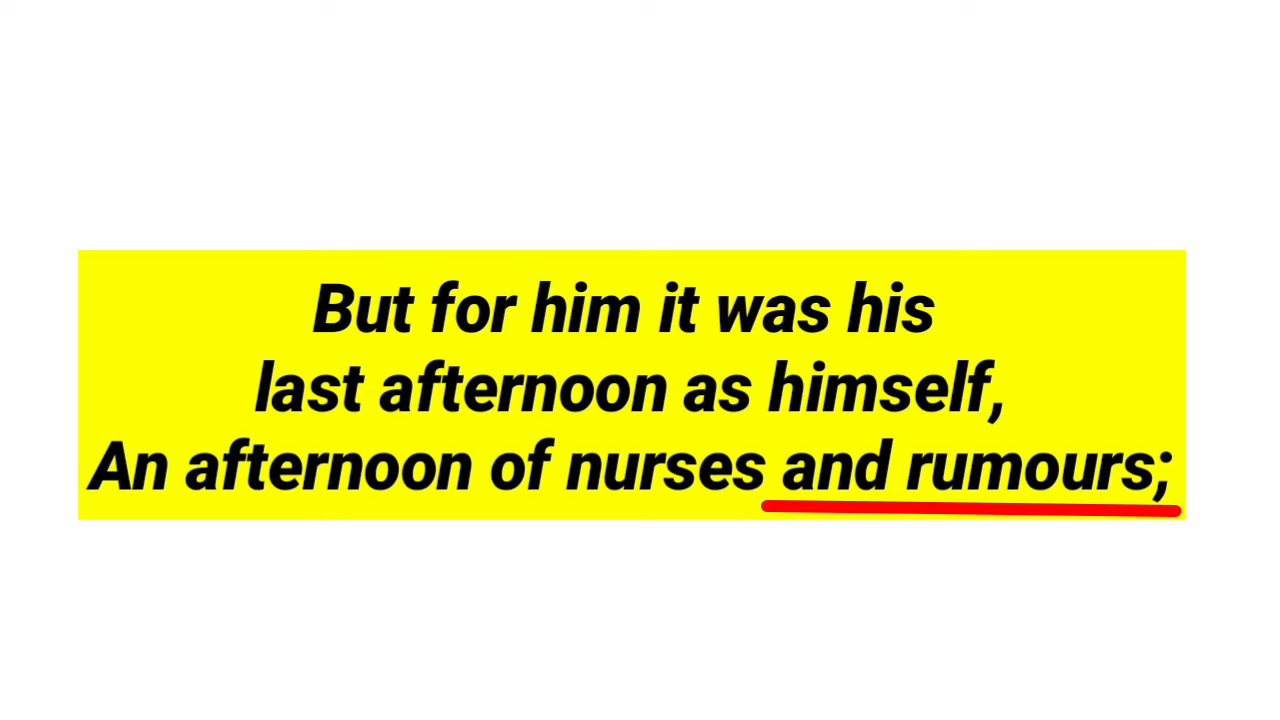 But for him it was his
last afternoon as himself,
An afternoon of nurses and rumours;